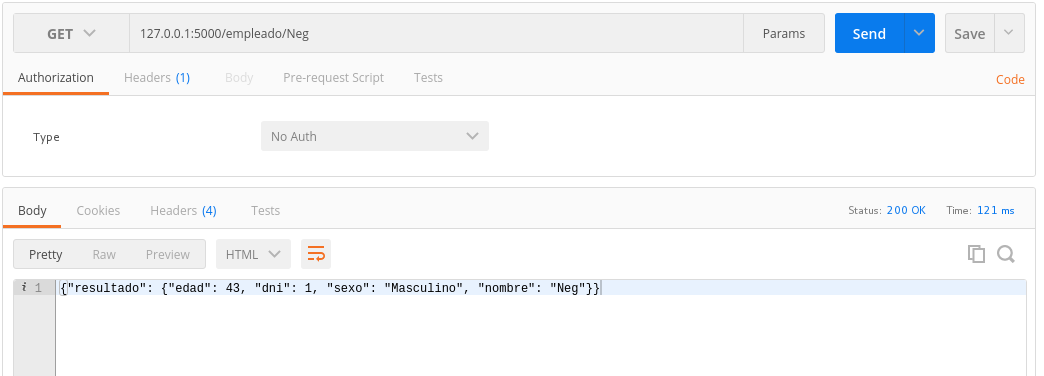 GET 127.0.0.1:5000/empleado/Neg Params Send Save
Authorization Headers (1) Body Pre-request Script Tests Code
Type No Auth
Body Cookies Headers (4) Tests Status: 200 OK Time: 121 ms
Pretty Raw Preview HTML
i 1 {"resultado": {"edad": 43, "dni": 1, "sexo": "Masculino", "nombre": "Neg"}}